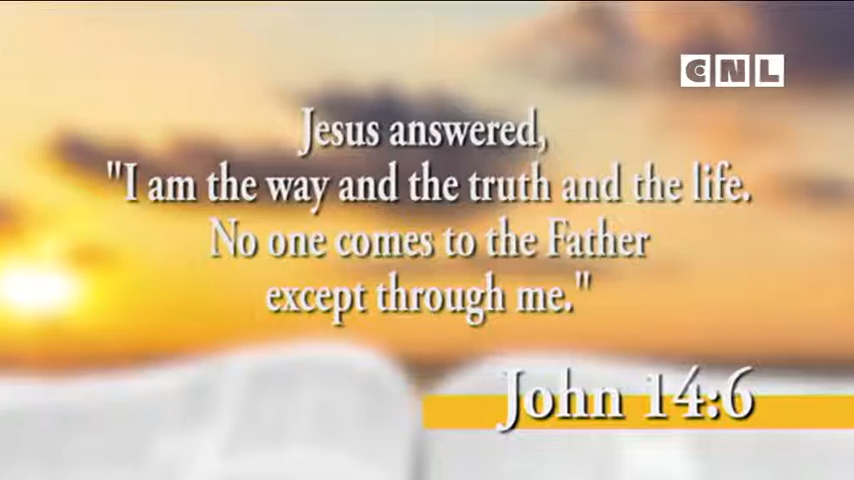 CNL
Jesus answered,
"I am the way and the truth and the life.
No one comes to the Father
except through me."
John 14:6